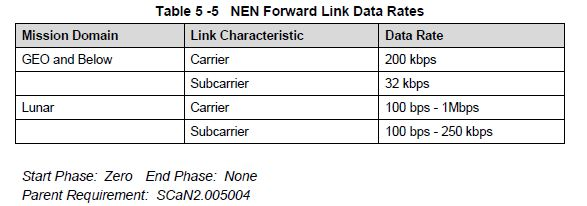 Table 5 -5 NEN Forward Link Data Rates
Mission Domain Link Characteristic Data Rate
GEO and Below Carrier 200 kbps
Subcarrier 32 kbps
Lunar Carrier 100 bps - 1Mbps
Subcarrier 100 bps - 250 kbps
Start Phase: Zero End Phase: None
Parent Requirement: SCaN2.005004